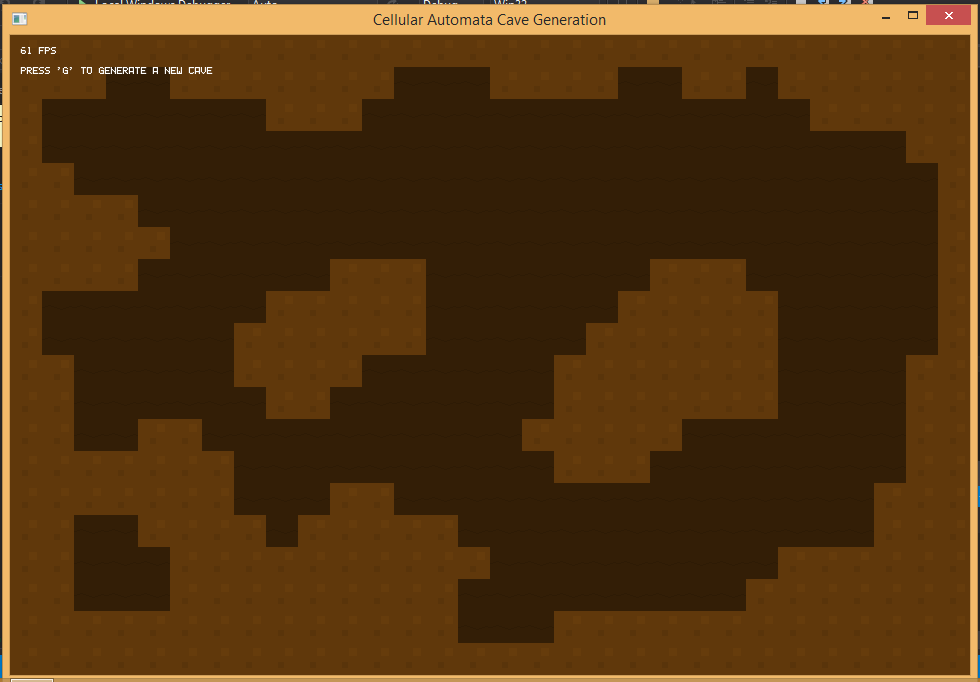 Cellular Automata Cave Generation
61 FPS
PRESS 'G' TO GENERATE A NEW CAVE